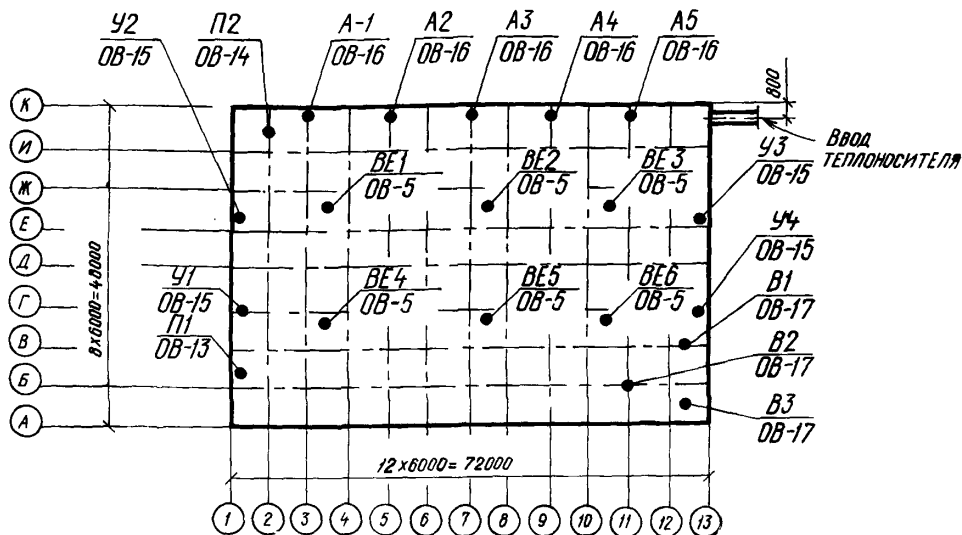 У2
ОВ-15
П2
ОВ-14
А-1
ОВ-16
А2
ОВ-16
А3
ОВ-16
А4
ОВ-16
А5
ОВ-16
800
Ввод
теплоносителя
К
И
Ж
Е
Д
Г
В
Б
А
8х6000=48000
ВЕ1
ОВ-5
ВЕ2
ОВ-5
ВЕ3
ОВ-5
У3
ОВ-15
У4
ОВ-15
У1
ОВ-15
ВЕ4
ОВ-5
ВЕ5
ОВ-5
ВЕ6
ОВ-5
В1
ОВ-17
П1
ОВ-13
В2
ОВ-17
В3
ОВ-17
12х6000=72000
1 2 3 4 5 6 7 8 9 10 11 12 13